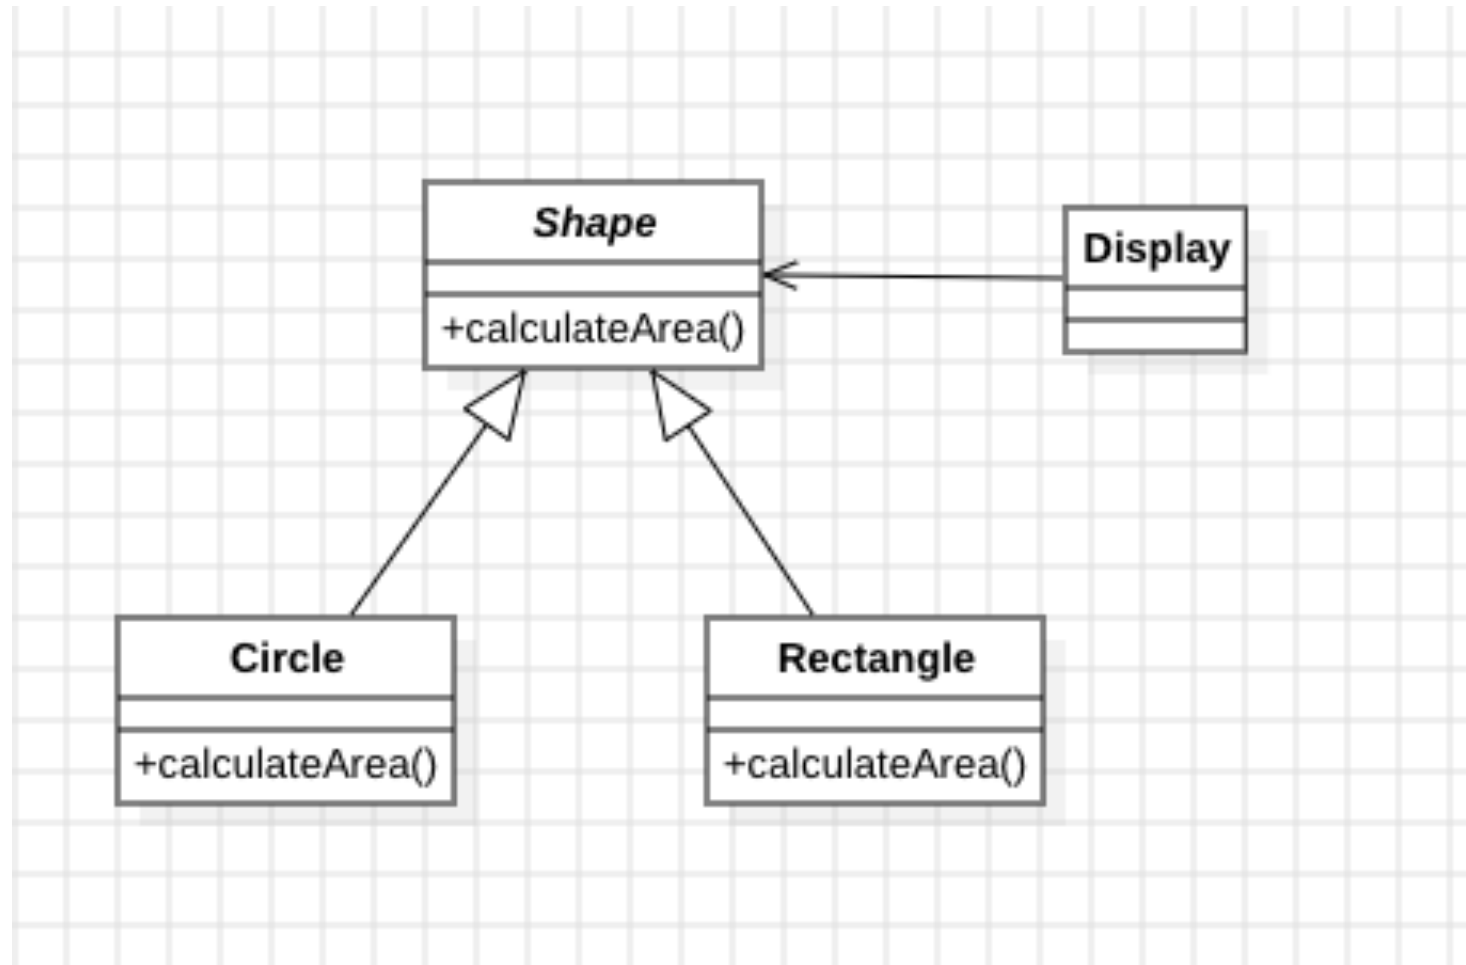 Shape
+calculateArea()
Display
Circle
+calculateArea()
Rectangle
+calculateArea()